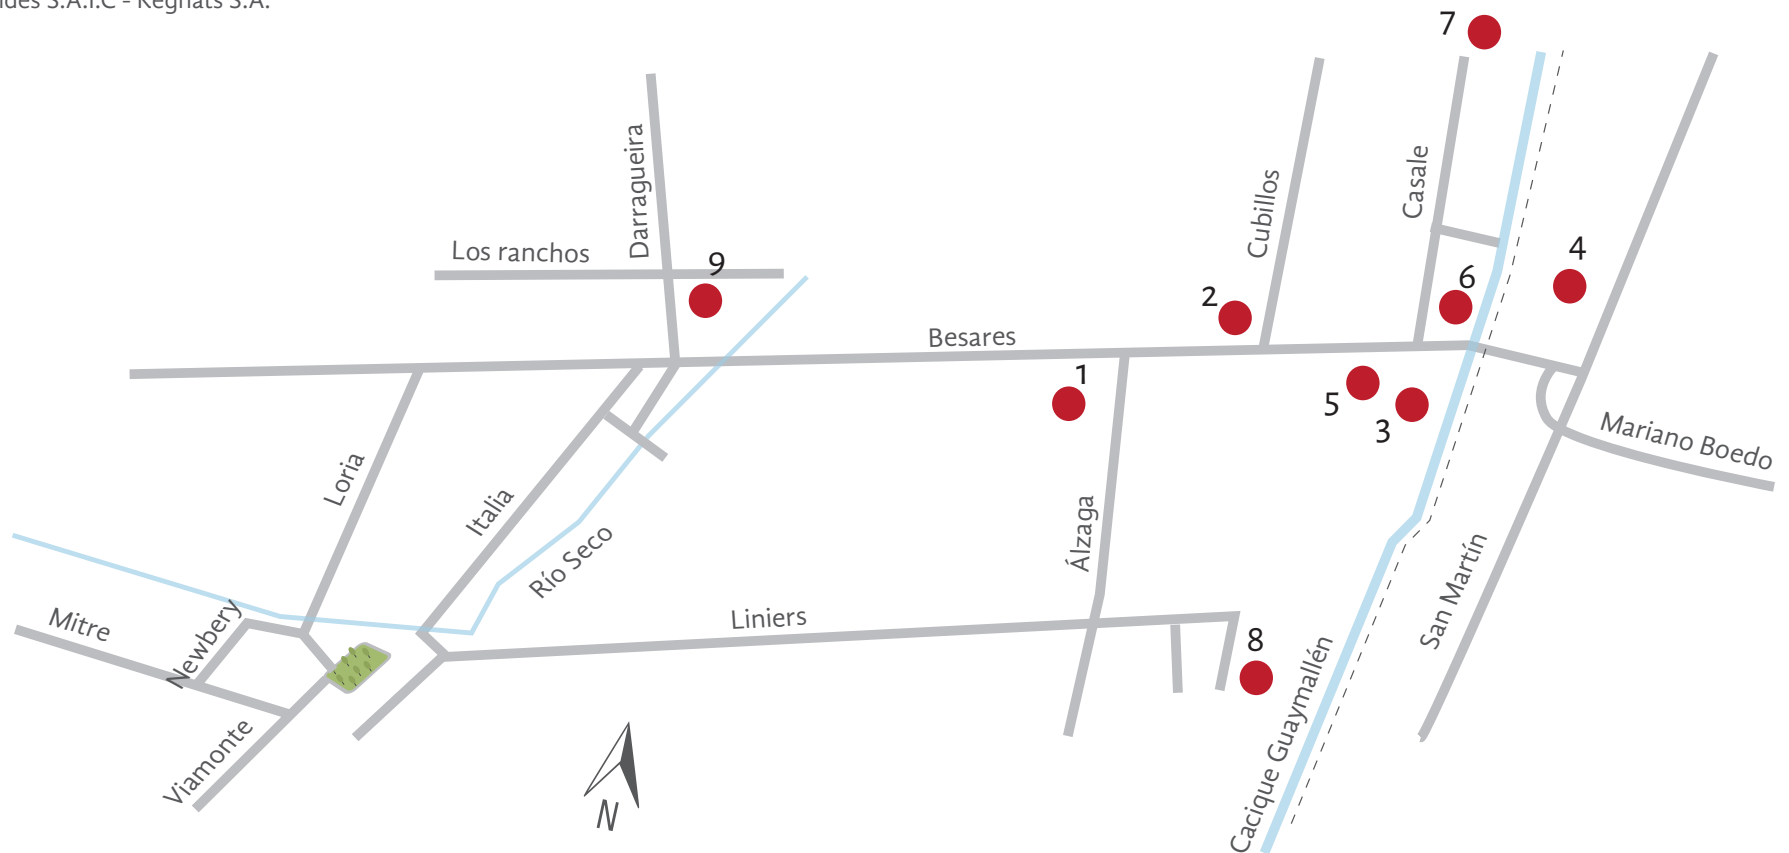 7
Darragueira
Casale
Cubillos
Los ranchos
9
4
6
2
Besares
1
5
3
Mariano Boedo
Loria
Italia
Álzaga
Río Seco
San Martín
Mitre
Newbery
Liniers
8
Cacique Guaymallén
Viamonte
N